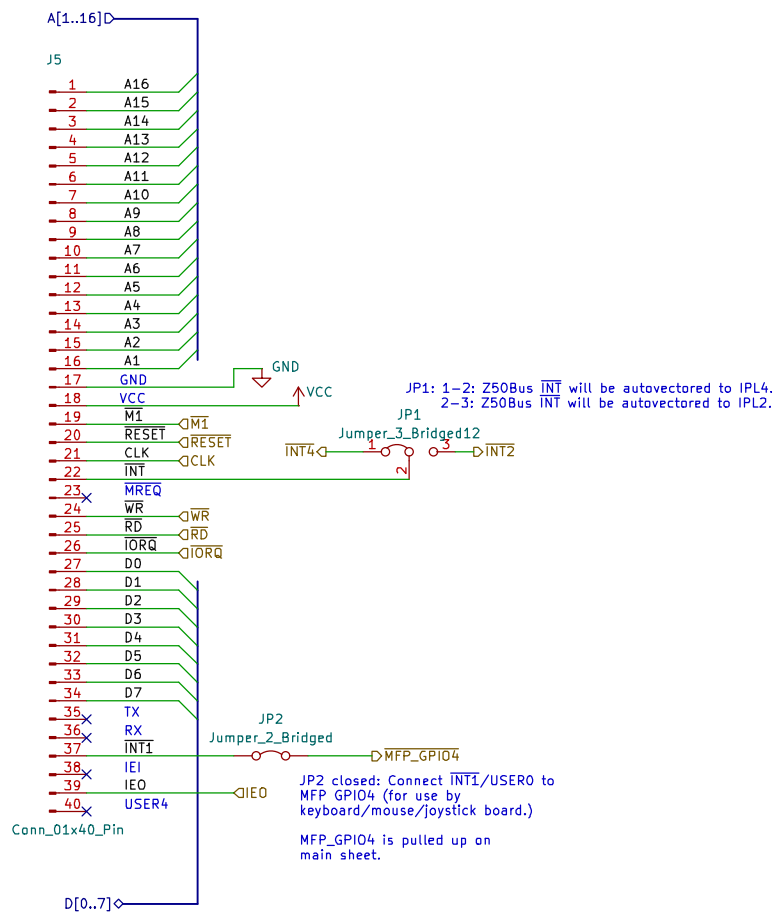 A[1..16]
J5
1 A16
2 A15
3 A14
4 A13
5 A12
6 A11
7 A10
8 A9
9 A8
10 A7
11 A6
12 A5
13 A4
14 A3
15 A2
16 A1
17 GND GND
18 VCC VCC
JP1: 1-2: Z50Bus INT will be autovectored to IPL4.
2-3: Z50Bus INT will be autovectored to IPL2.
19 M1 M1
20 RESET RESET
21 CLK CLK
22 INT
JP1
Jumper_3_Bridged12
INT4 1 3 INT2
2
23 MREQ
24 WR WR
25 RD RD
26 IORQ IORQ
27 D0
28 D1
29 D2
30 D3
31 D4
32 D5
33 D6
34 D7
35 TX
36 RX
37 INT1
JP2
Jumper_2_Bridged
MFP_GPIO4
38 IEI
39 IEO IEO
40 USER4
Conn_01x40_Pin
JP2 closed: Connect INT1/USER0 to
MFP GPIO4 (for use by
keyboard/mouse/joystick board.)
MFP_GPIO4 is pulled up on
main sheet.
D[0..7]